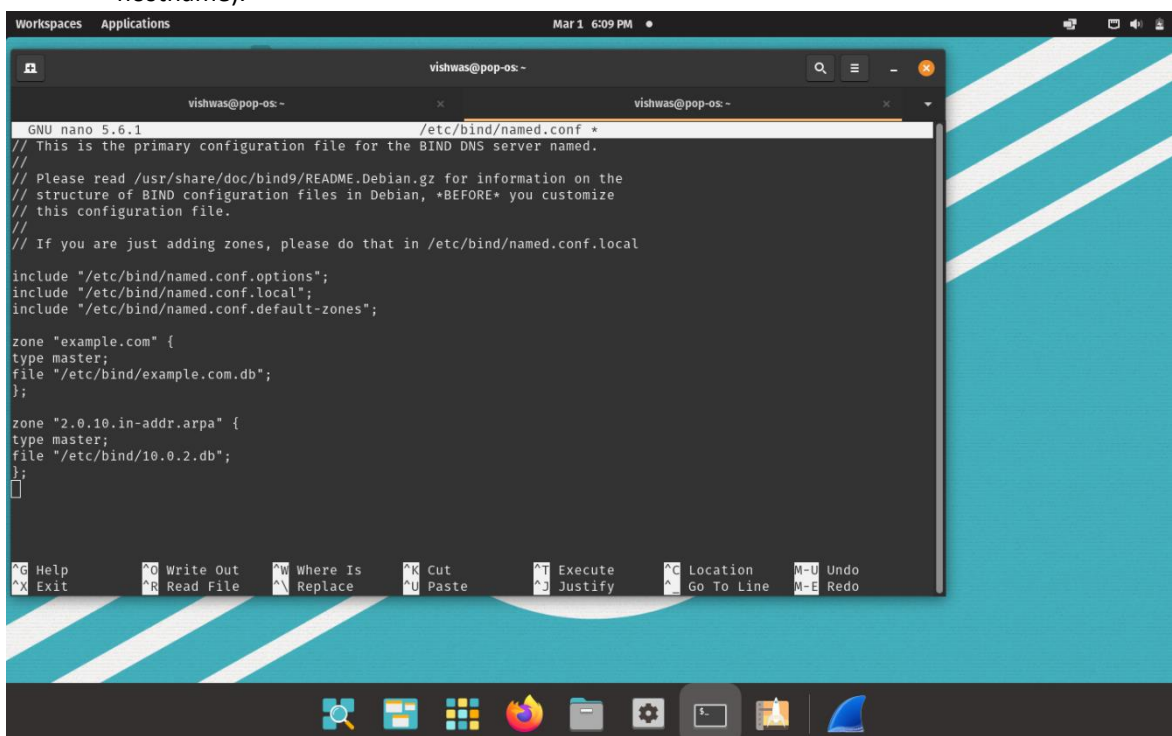 hostname).
Workspaces Applications Mar 1 6:09 PM
vishwas@pop-os: ~
vishwas@pop-os: ~ vishwas@pop-os: ~
GNU nano 5.6.1 /etc/bind/named.conf *
// This is the primary configuration file for the BIND DNS server named.
//
// Please read /usr/share/doc/bind9/README.Debian.gz for information on the
// structure of BIND configuration files in Debian, *BEFORE* you customize
// this configuration file.
//
// If you are just adding zones, please do that in /etc/bind/named.conf.local
include "/etc/bind/named.conf.options";
include "/etc/bind/named.conf.local";
include "/etc/bind/named.conf.default-zones";
zone "example.com" {
type master;
file "/etc/bind/example.com.db";
};
zone "2.0.10.in-addr.arpa" {
type master;
file "/etc/bind/10.0.2.db";
};
^G Help ^O Write Out ^W Where Is ^K Cut ^T Execute ^C Location M-U Undo
^X Exit ^R Read File ^\ Replace ^U Paste ^J Justify ^_ Go To Line M-E Redo